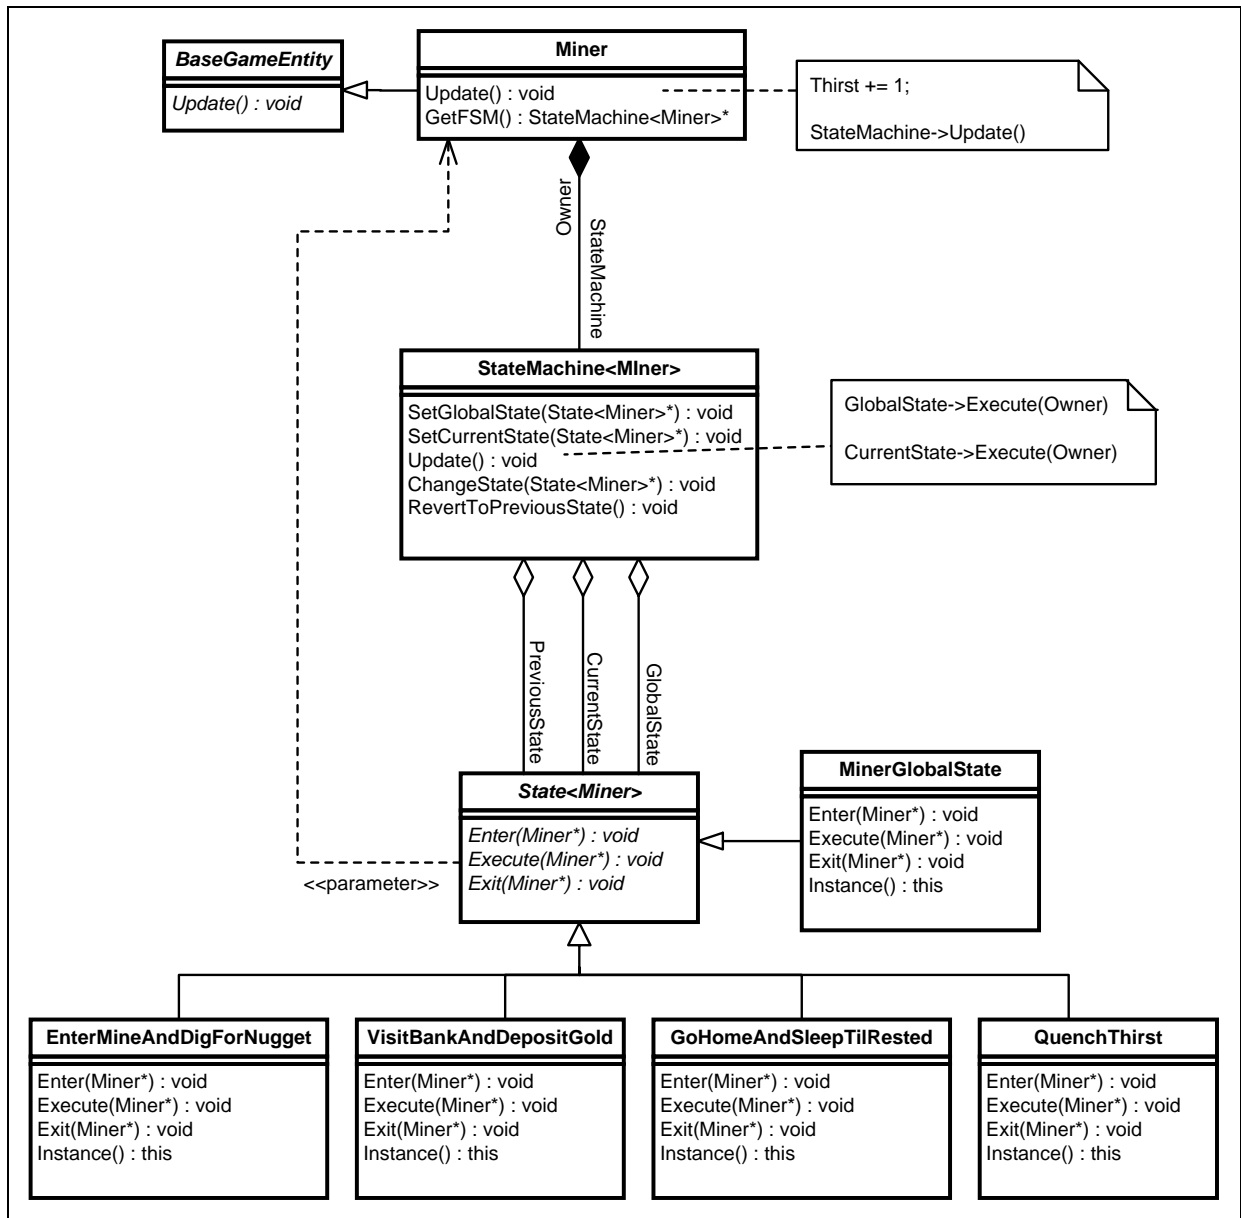 BaseGameEntity
Update() : void
Miner
Update() : void
GetFSM() : StateMachine<Miner>*
Thirst += 1;
StateMachine->Update()
Owner
StateMachine
StateMachine<MIner>
SetGlobalState(State<Miner>*) : void
SetCurrentState(State<Miner>*) : void
Update() : void
ChangeState(State<Miner>*) : void
RevertToPreviousState() : void
GlobalState->Execute(Owner)
CurrentState->Execute(Owner)
PreviousState
CurrentState
GlobalState
State<Miner>
Enter(Miner*) : void
Execute(Miner*) : void
Exit(Miner*) : void
<<parameter>>
MinerGlobalState
Enter(Miner*) : void
Execute(Miner*) : void
Exit(Miner*) : void
Instance() : this
EnterMineAndDigForNugget
Enter(Miner*) : void
Execute(Miner*) : void
Exit(Miner*) : void
Instance() : this
VisitBankAndDepositGold
Enter(Miner*) : void
Execute(Miner*) : void
Exit(Miner*) : void
Instance() : this
GoHomeAndSleepTilRested
Enter(Miner*) : void
Execute(Miner*) : void
Exit(Miner*) : void
Instance() : this
QuenchThirst
Enter(Miner*) : void
Execute(Miner*) : void
Exit(Miner*) : void
Instance() : this